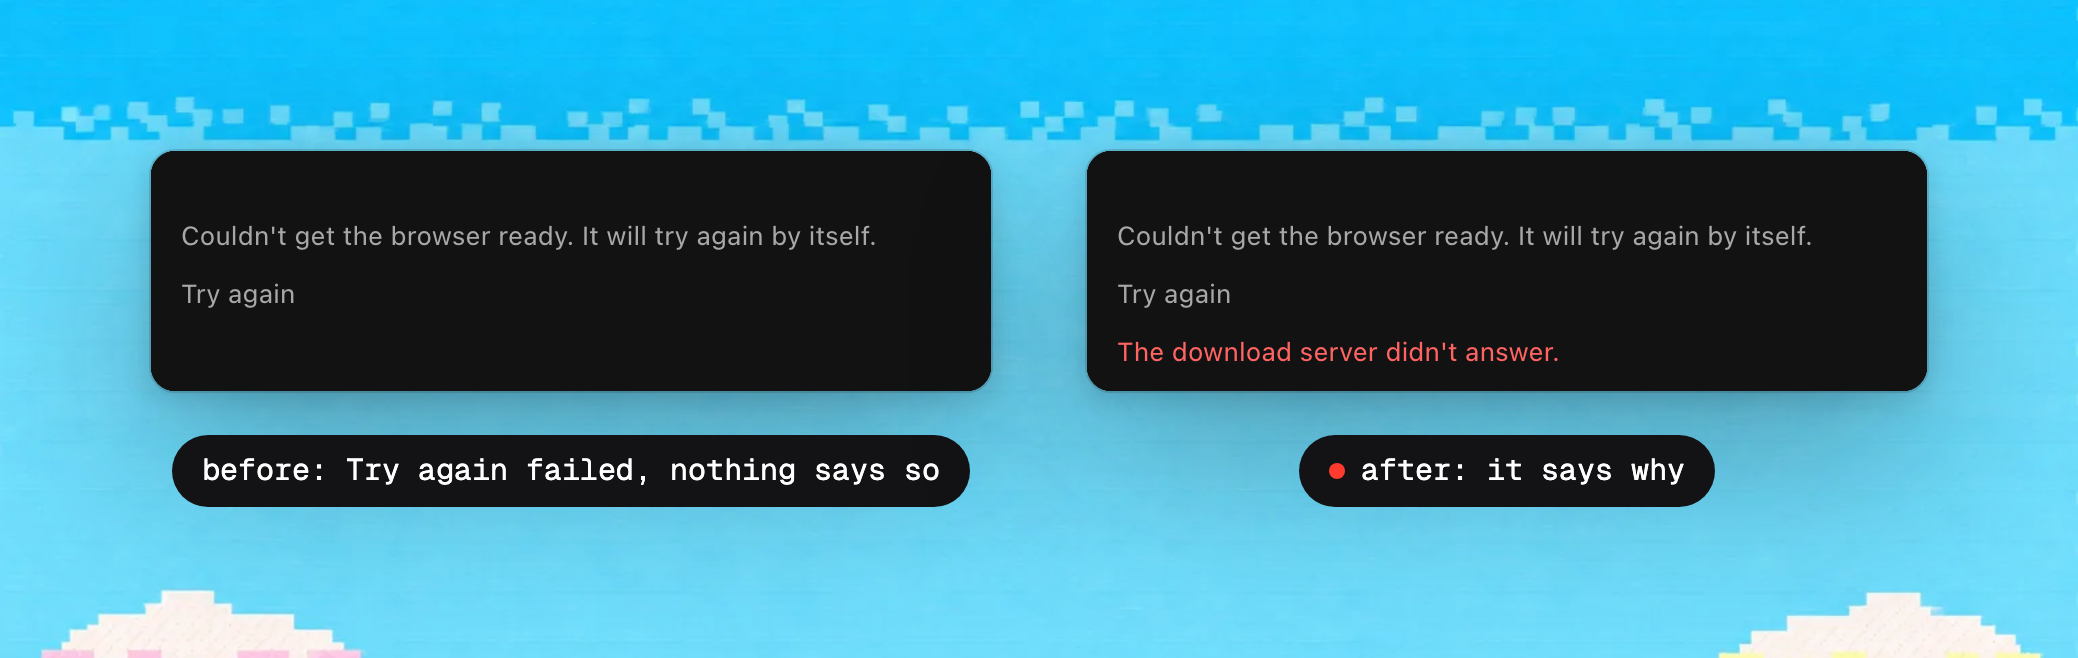 Couldn't get the browser ready. It will try again by itself.
Try again
before: Try again failed, nothing says so
Couldn't get the browser ready. It will try again by itself.
Try again
The download server didn't answer.
after: it says why